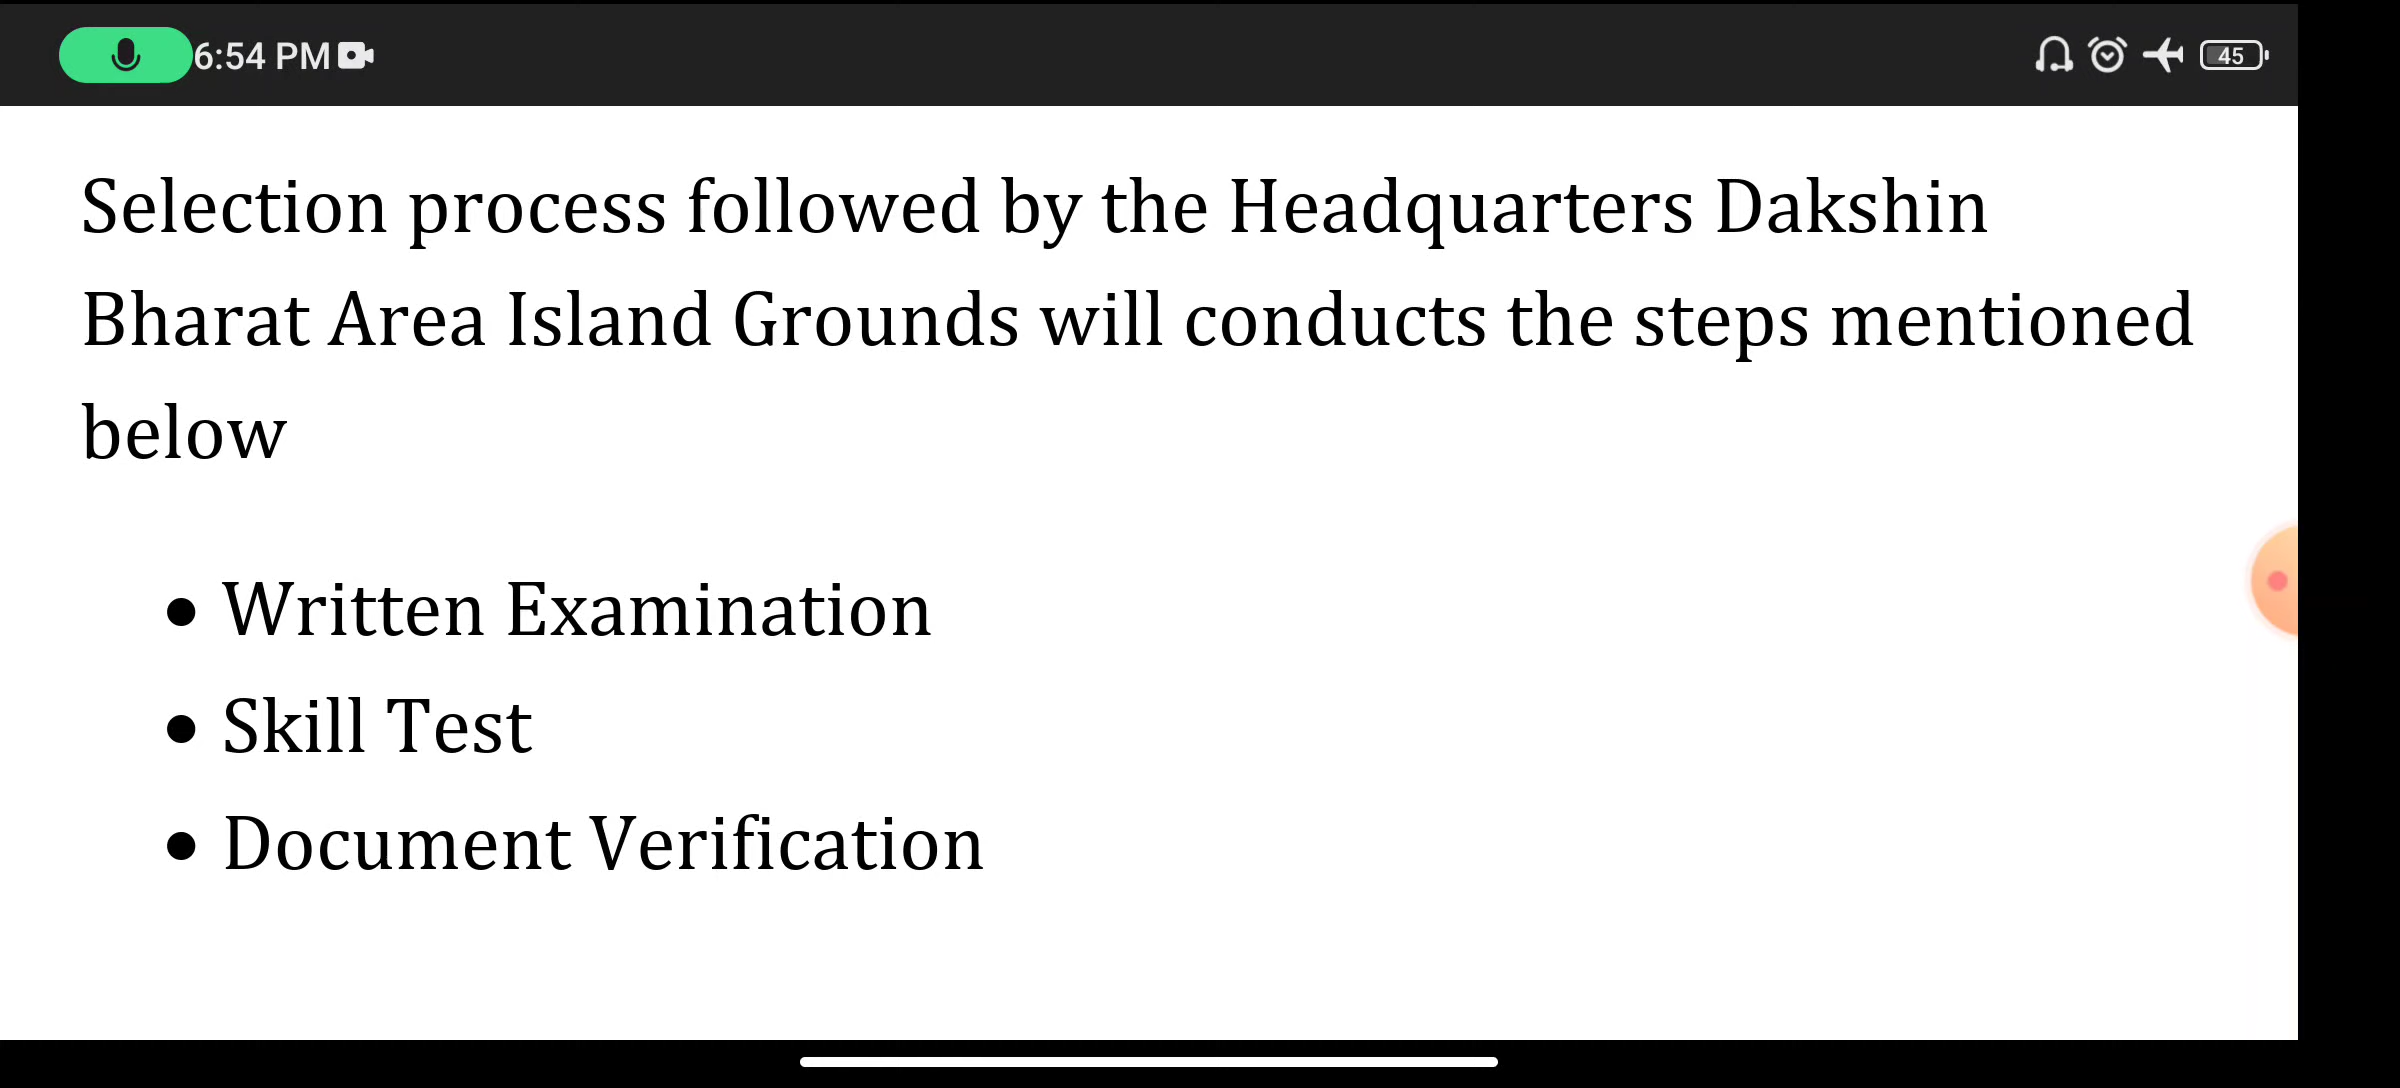 6:54 PM
45
Selection process followed by the Headquarters Dakshin
Bharat Area Island Grounds will conducts the steps mentioned
below
• Written Examination
• Skill Test
• Document Verification